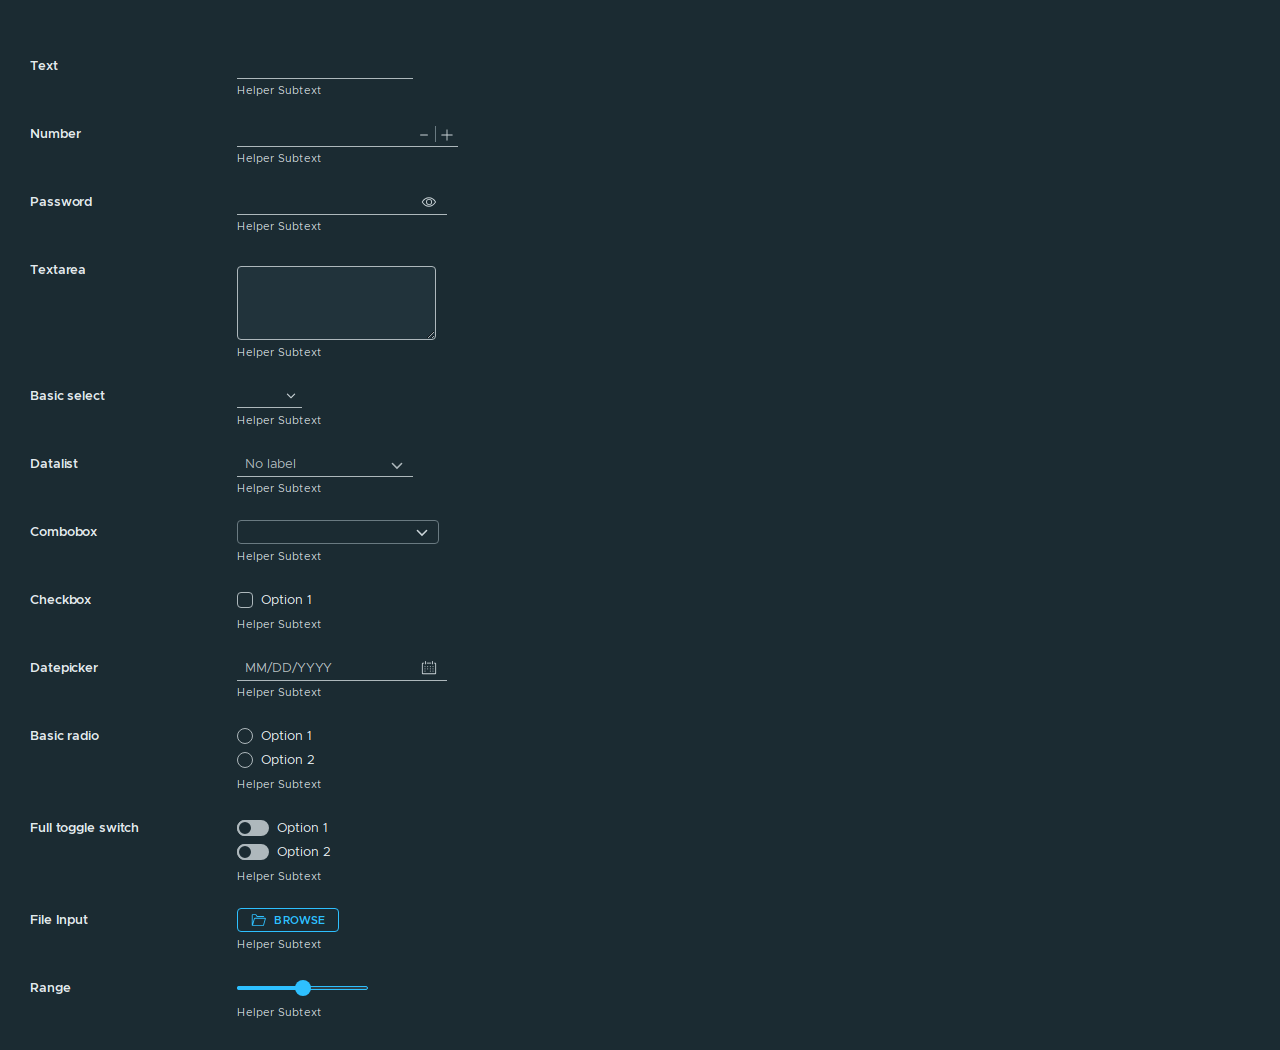 Text
Helper Subtext
Number
Helper Subtext
Password
Helper Subtext
Textarea
Helper Subtext
Basic select
Helper Subtext
Datalist No label
Helper Subtext
Combobox
Helper Subtext
Checkbox Option 1
Helper Subtext
Datepicker MM/DD/YYYY
Helper Subtext
Basic radio Option 1
Option 2
Helper Subtext
Full toggle switch Option 1
Option 2
Helper Subtext
File Input BROWSE
Helper Subtext
Range
Helper Subtext